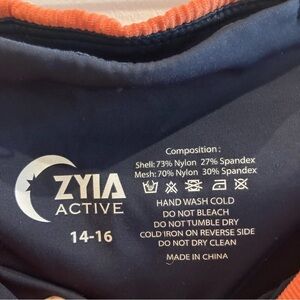 ZYIA
ACTIVE
14-16
Composition:
Shell: 73% Nylon 27% Spandex
Mesh: 70% Nylon 30% Spandex
HAND WASH COLD
DO NOT BLEACH
DO NOT TUMBLE DRY
COLD IRON ON REVERSE SIDE
DO NOT DRY CLEAN
MADE IN CHINA